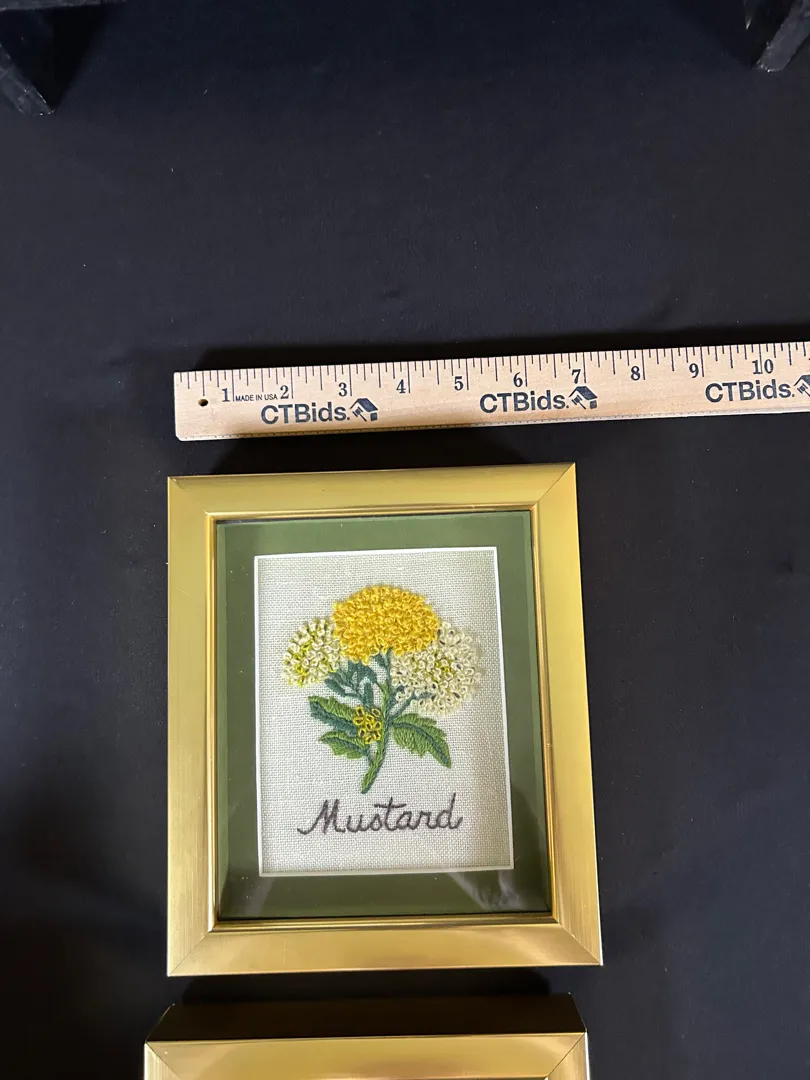 1 MADE IN USA 2 3 4 5 6 7 8 9 10
CTBids. CTBids. CTBids.
Mustard